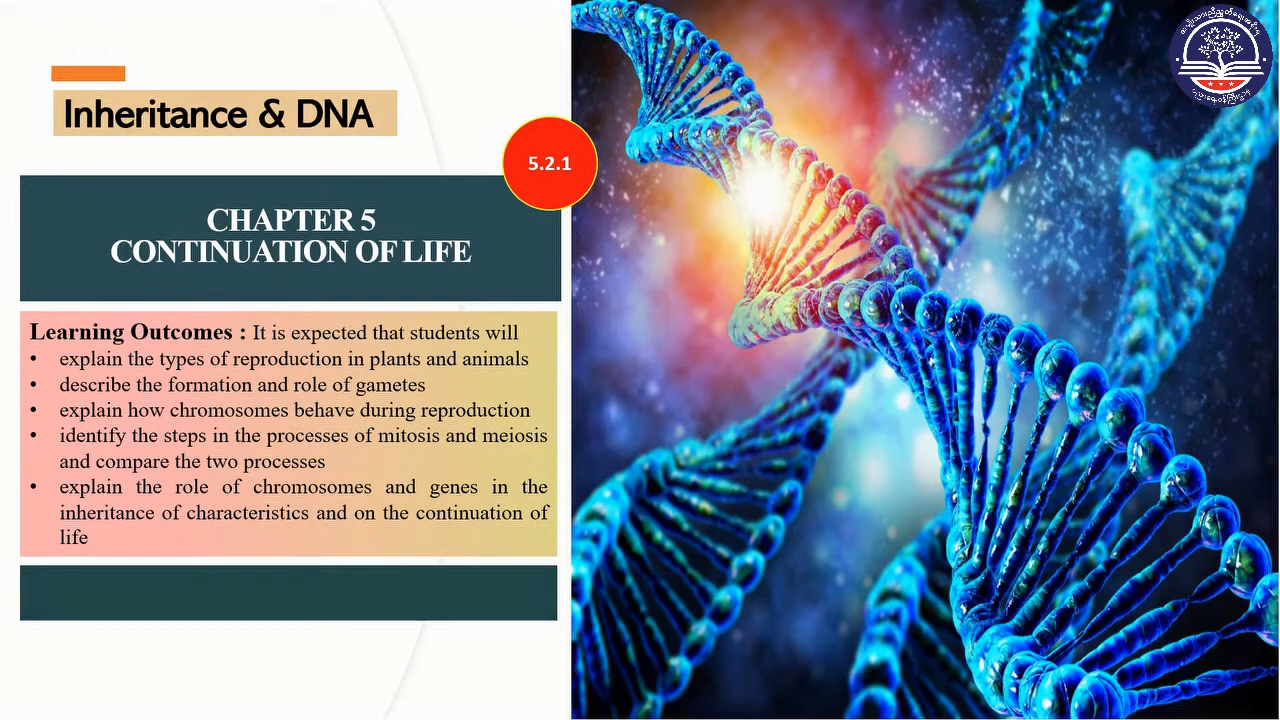 Inheritance & DNA
5.2.1
CHAPTER 5
CONTINUATION OF LIFE
Learning Outcomes : It is expected that students will
• explain the types of reproduction in plants and animals
• describe the formation and role of gametes
• explain how chromosomes behave during reproduction
• identify the steps in the processes of mitosis and meiosis
and compare the two processes
• explain the role of chromosomes and genes in the
inheritance of characteristics and on the continuation of
life